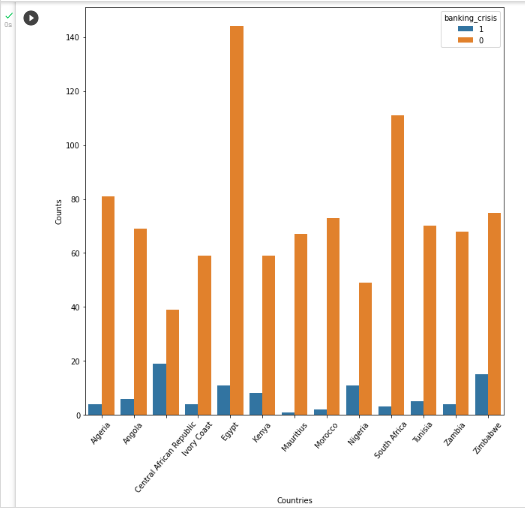 0s
banking_crisis
1
0
140
120
100
80
60
40
20
0
Counts
Algeria
Angola
Central African Republic
Ivory Coast
Egypt
Kenya
Mauritius
Morocco
Nigeria
South Africa
Tunisia
Zambia
Zimbabwe
Countries